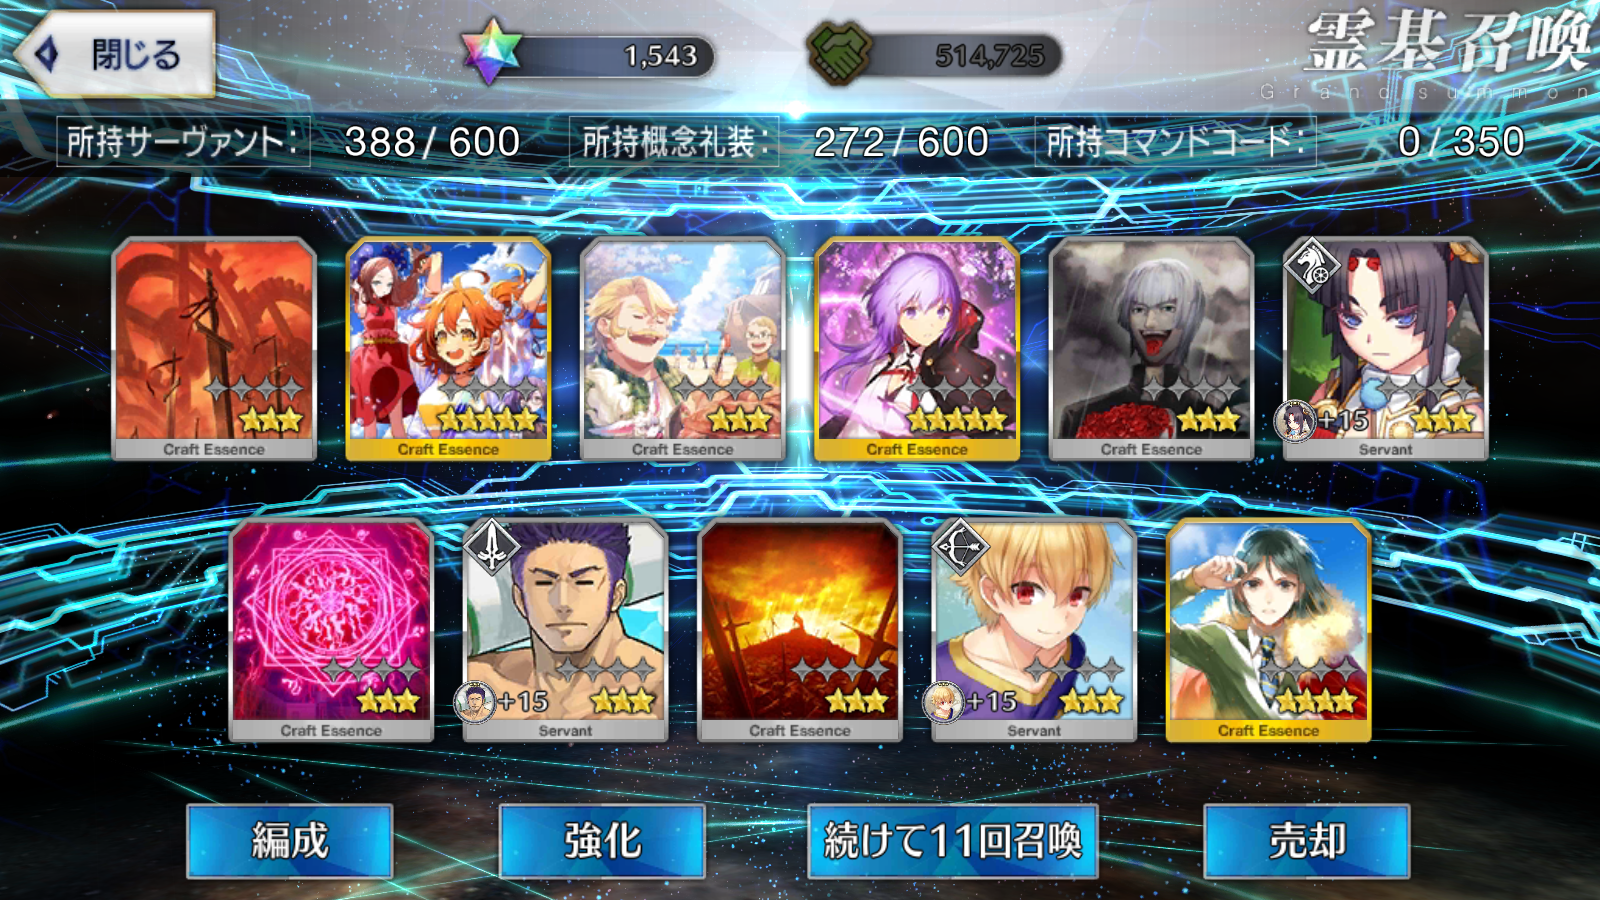 閉じる
1,543
514,725
霊基召喚
Grand summon
所持サーヴァント: 388 / 600 所持概念礼装: 272 / 600 所持コマンドコード: 0 / 350
Craft Essence
Craft Essence
Craft Essence
Craft Essence
Craft Essence
+15
Servant
Craft Essence
+15
Servant
Craft Essence
+15
Servant
Craft Essence
編成
強化
続けて11回召喚
売却